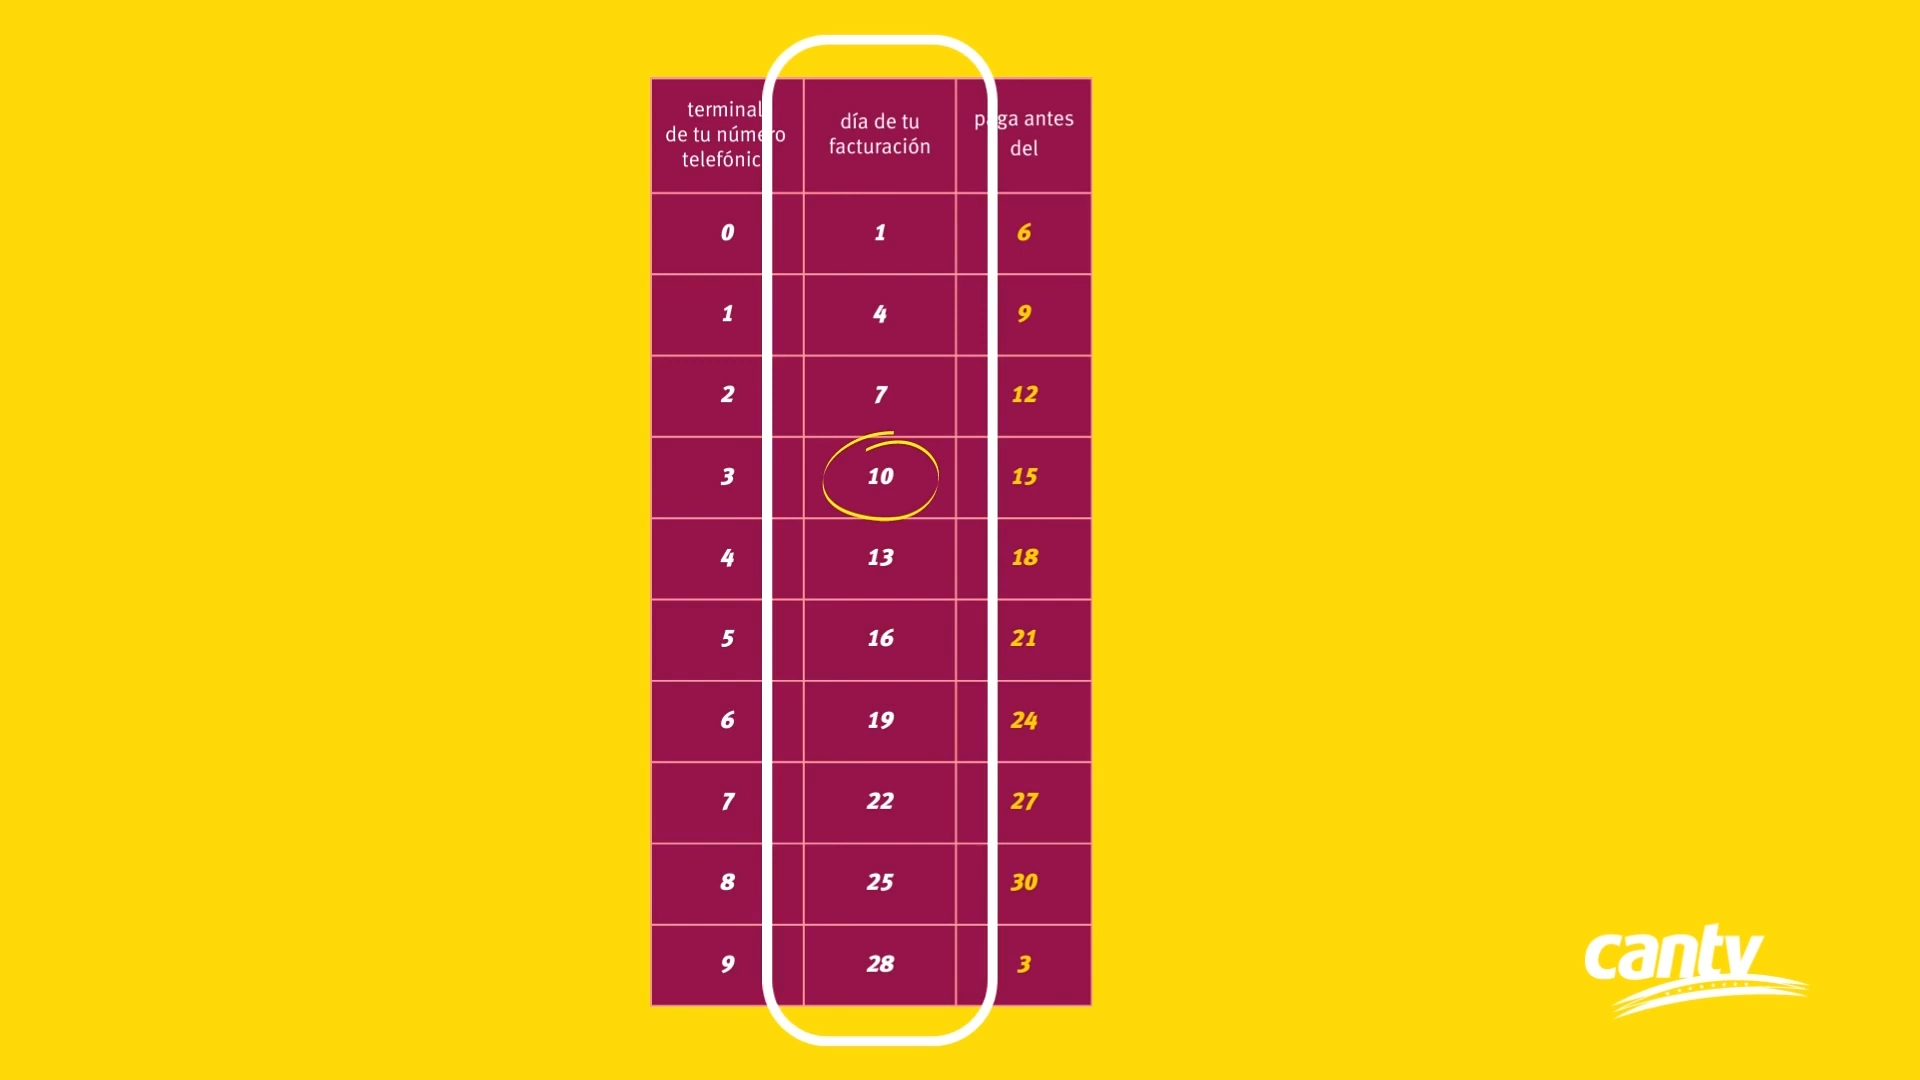 terminal
de tu número
telefónic
día de tu
facturación
paga antes
del
0 1 6
1 4 9
2 7 12
3 10 15
4 13 18
5 16 21
6 19 24
7 22 27
8 25 30
9 28 3
cantv